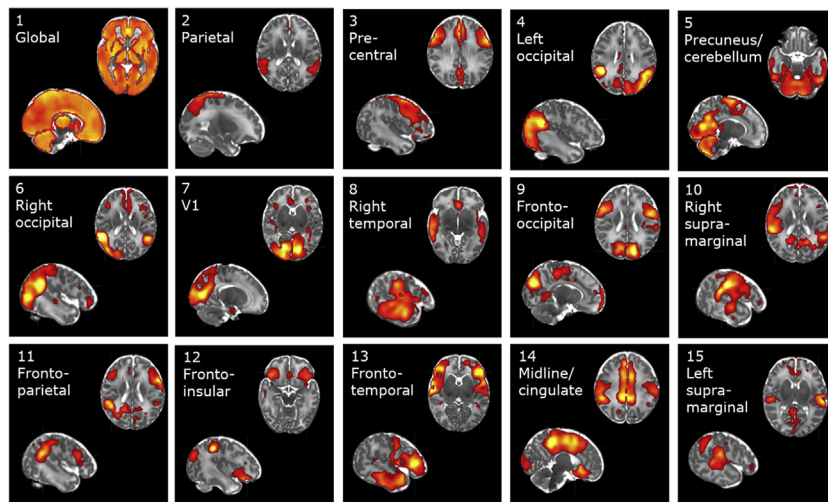 1
Global
2
Parietal
3
Pre-
central
4
Left
occipital
5
Precuneus/
cerebellum
6
Right
occipital
7
V1
8
Right
temporal
9
Fronto-
occipital
10
Right
supra-
marginal
11
Fronto-
parietal
12
Fronto-
insular
13
Fronto-
temporal
14
Midline/
cingulate
15
Left
supra-
marginal